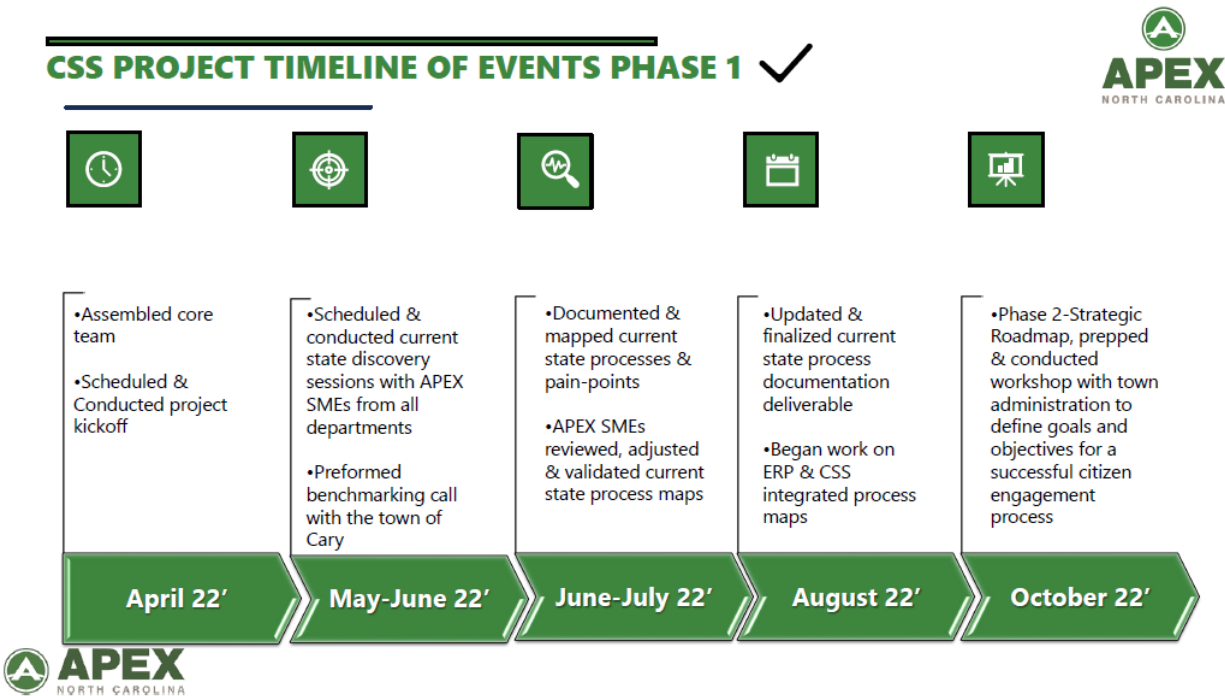 CSS PROJECT TIMELINE OF EVENTS PHASE 1
APEX
NORTH CAROLINA
•Assembled core
team
•Scheduled &
Conducted project
kickoff
•Scheduled &
conducted current
state discovery
sessions with APEX
SMEs from all
departments
•Preformed
benchmarking call
with the town of
Cary
•Documented &
mapped current
state processes &
pain-points
•APEX SMEs
reviewed, adjusted
& validated current
state process maps
•Updated &
finalized current
state process
documentation
deliverable
•Began work on
ERP & CSS
integrated process
maps
•Phase 2-Strategic
Roadmap, prepped
& conducted
workshop with town
administration to
define goals and
objectives for a
successful citizen
engagement
process
April 22’
May-June 22’
June-July 22’
August 22’
October 22’
APEX
NORTH CAROLINA